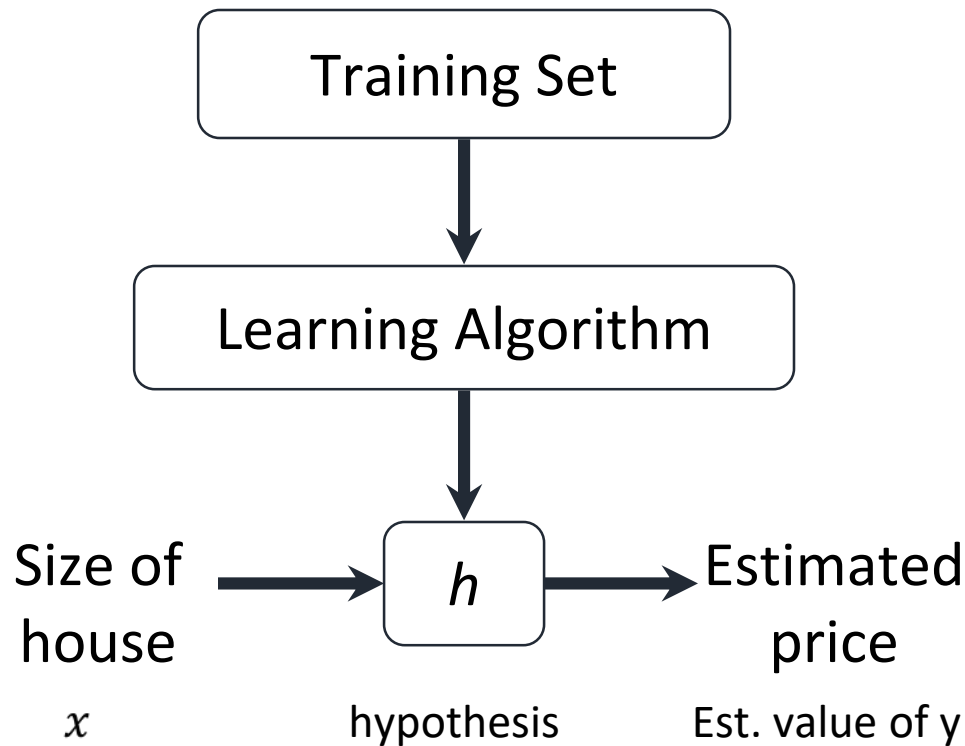 Training Set
Learning Algorithm
Size of
house
h
Estimated
price
x
hypothesis
Est. value of y